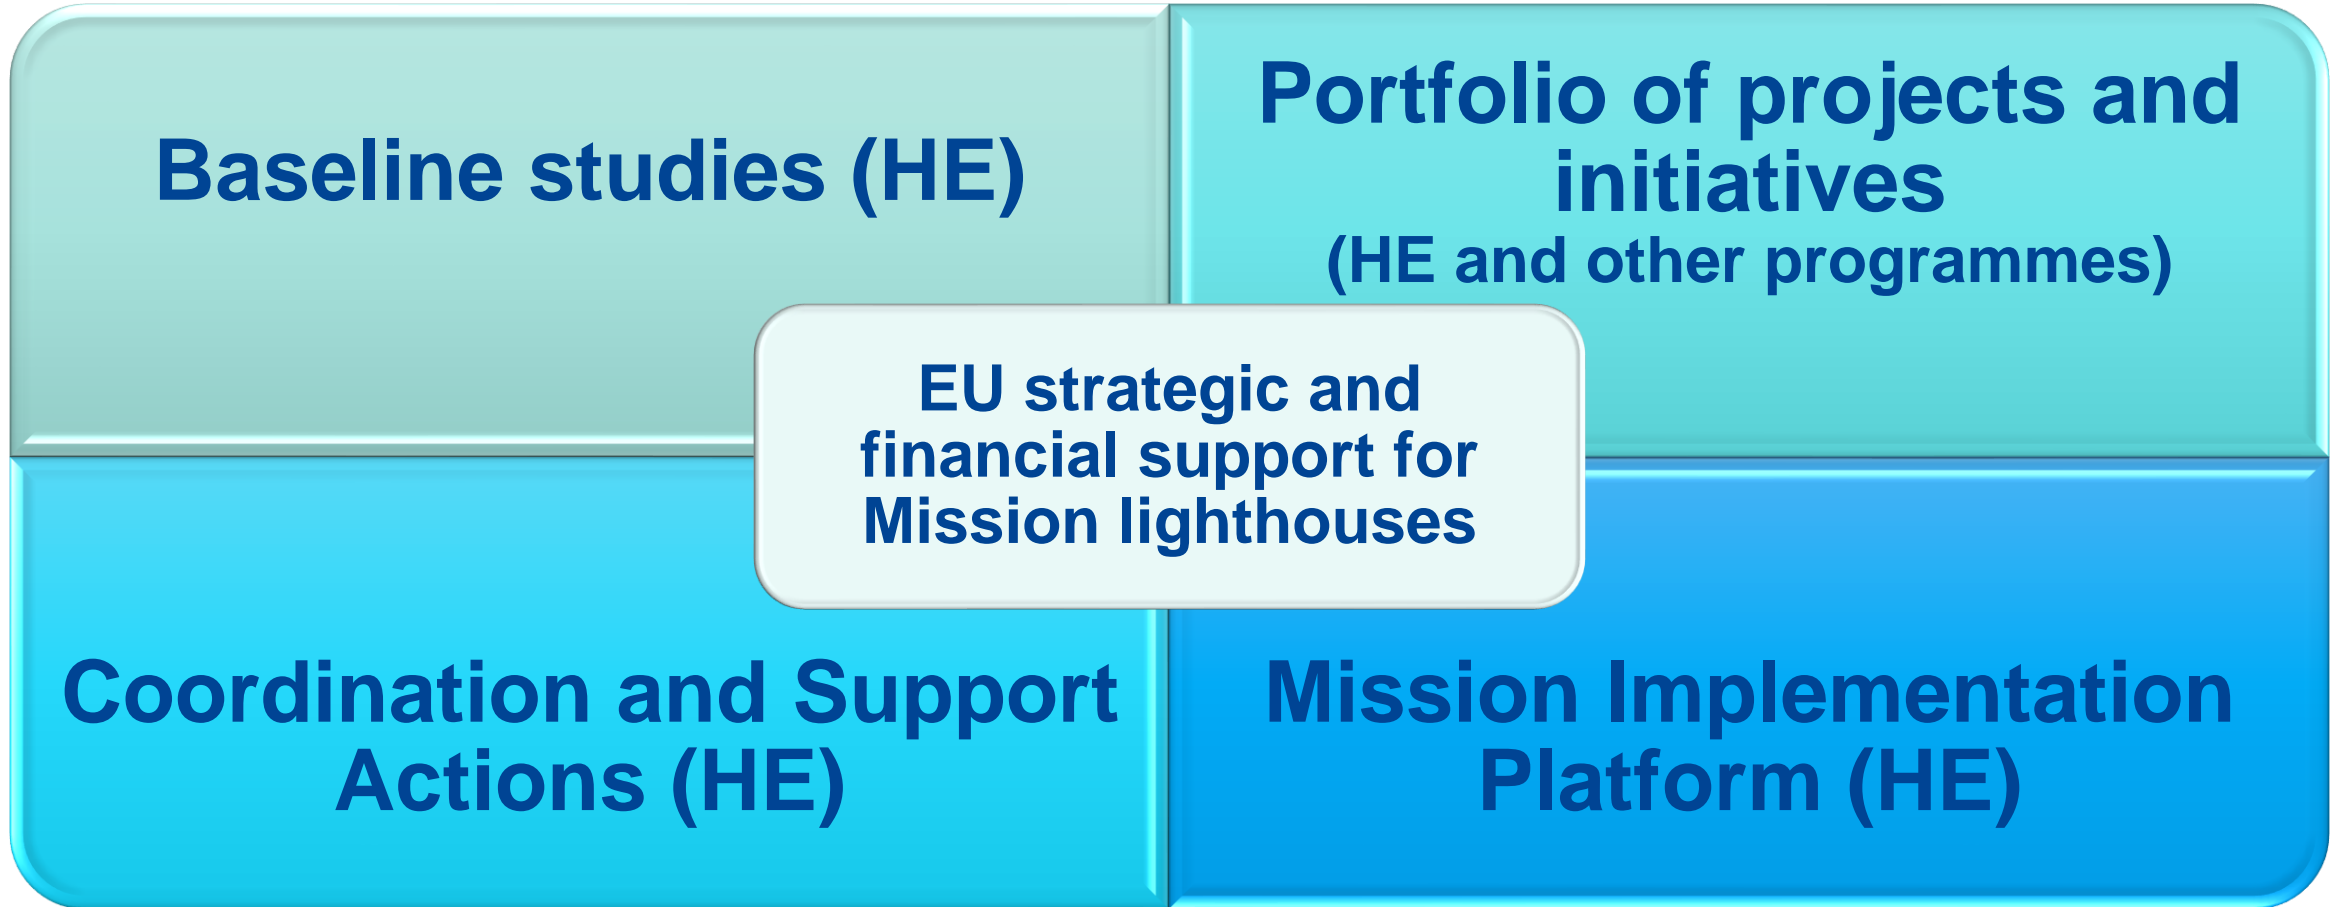 Baseline studies (HE)
Portfolio of projects and
initiatives
(HE and other programmes)
EU strategic and
financial support for
Mission lighthouses
Coordination and Support
Actions (HE)
Mission Implementation
Platform (HE)